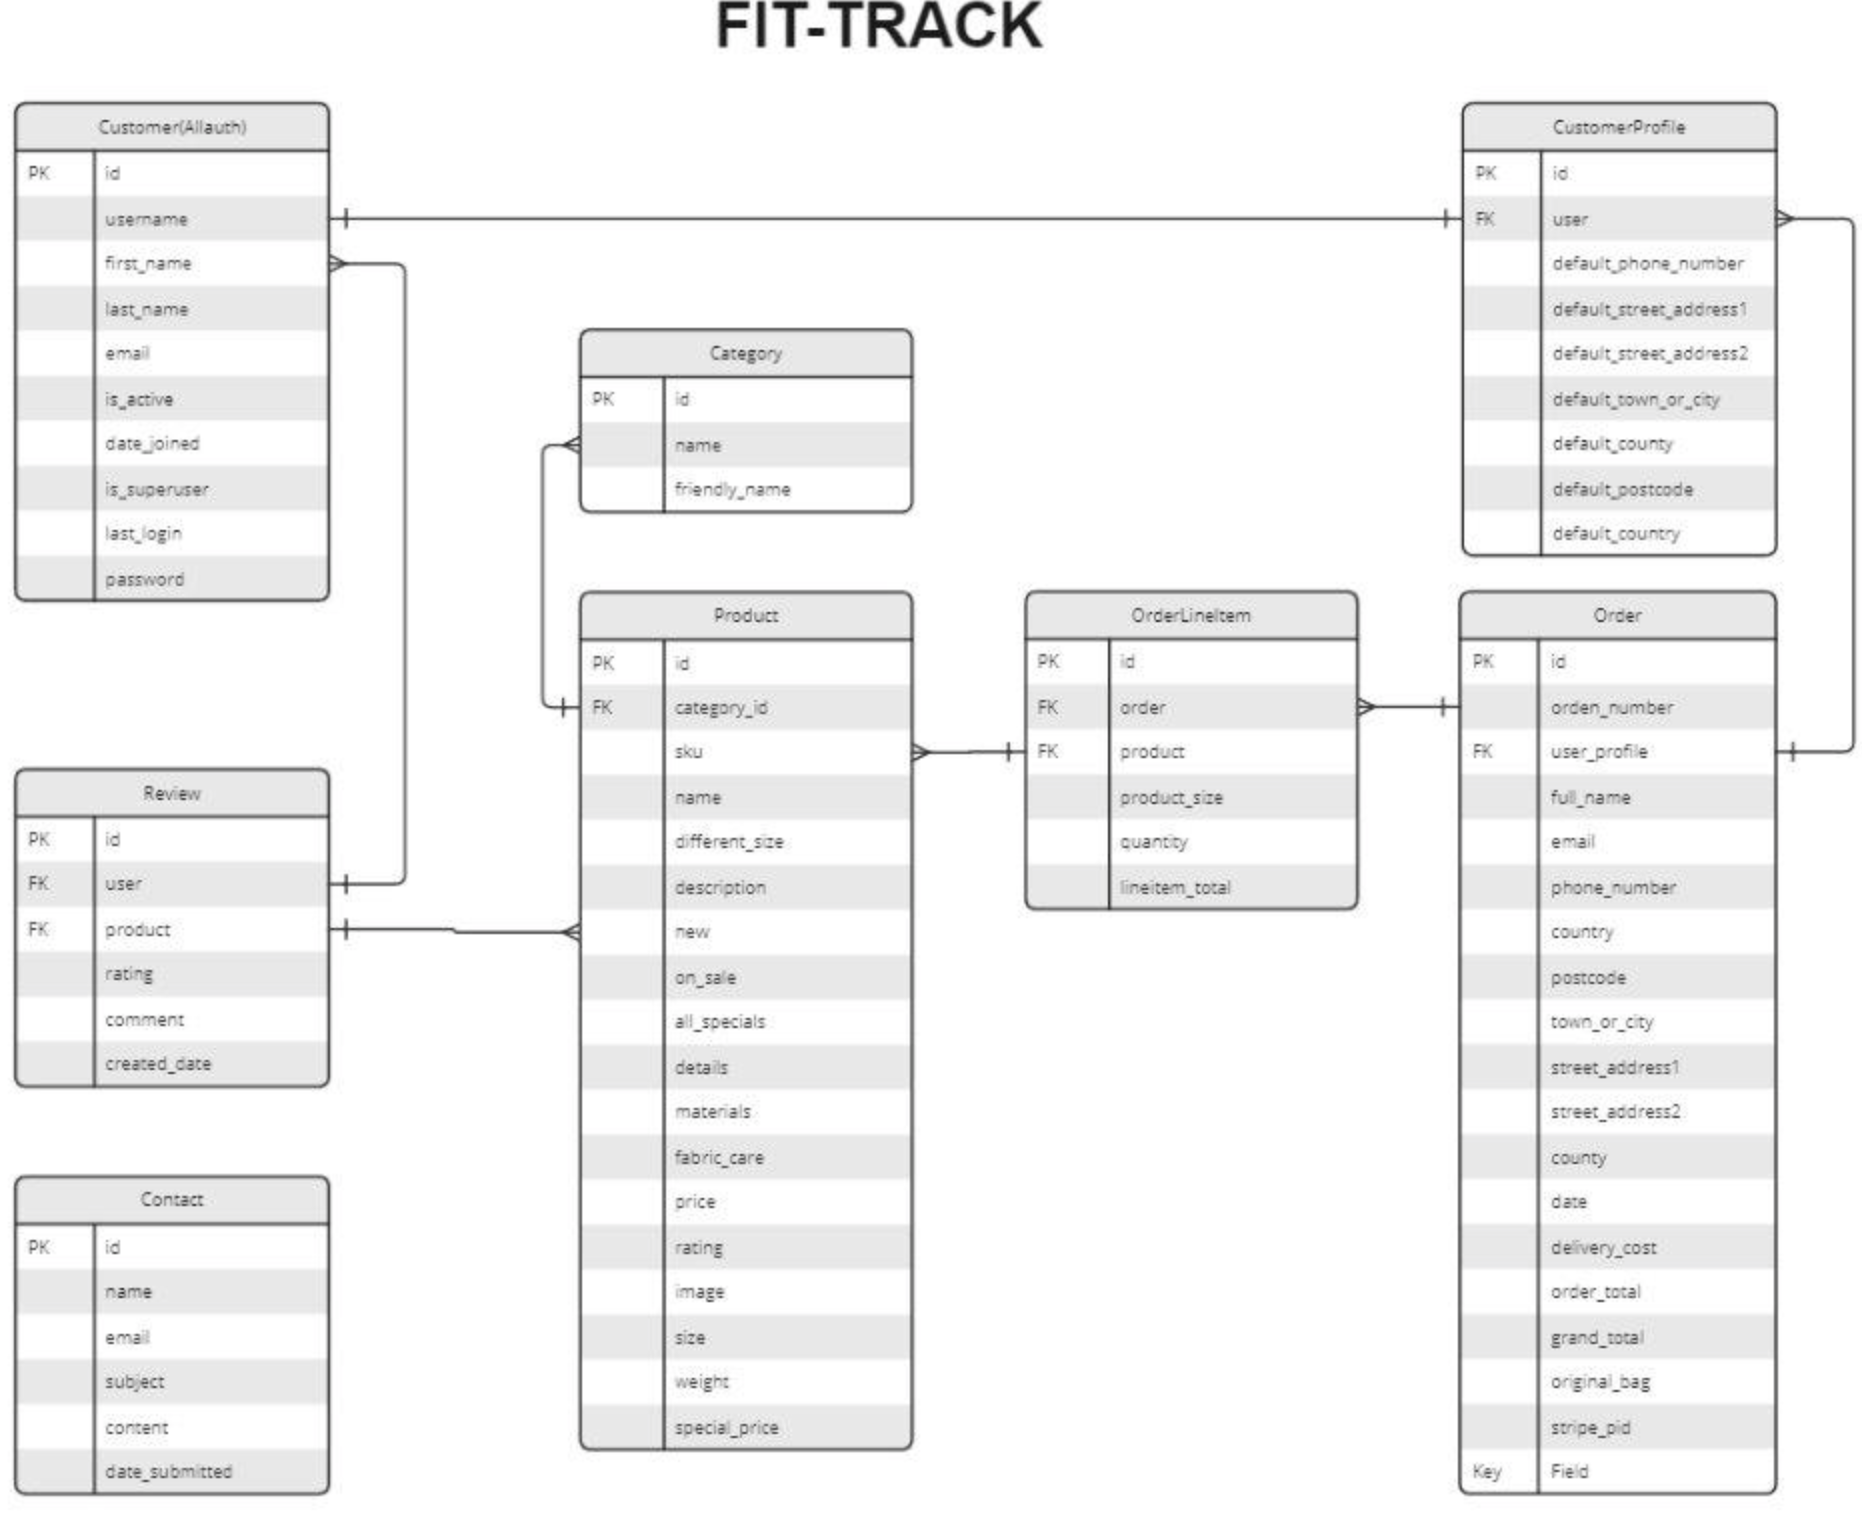 FIT-TRACK
Customer(Allauth)
PK id
username
first_name
last_name
email
is_active
date_joined
is_superuser
last_login
password
CustomerProfile
PK id
FK user
default_phone_number
default_street_address1
default_street_address2
default_town_or_city
default_county
default_postcode
default_country
Category
PK id
name
friendly_name
Product
PK id
FK category_id
sku
name
different_size
description
new
on_sale
all_specials
details
materials
fabric_care
price
rating
image
size
weight
special_price
OrderLineItem
PK id
FK order
FK product
product_size
quantity
lineitem_total
Order
PK id
orden_number
FK user_profile
full_name
email
phone_number
country
postcode
town_or_city
street_address1
street_address2
county
date
delivery_cost
order_total
grand_total
original_bag
stripe_pid
Key Field
Review
PK id
FK user
FK product
rating
comment
created_date
Contact
PK id
name
email
subject
content
date_submitted